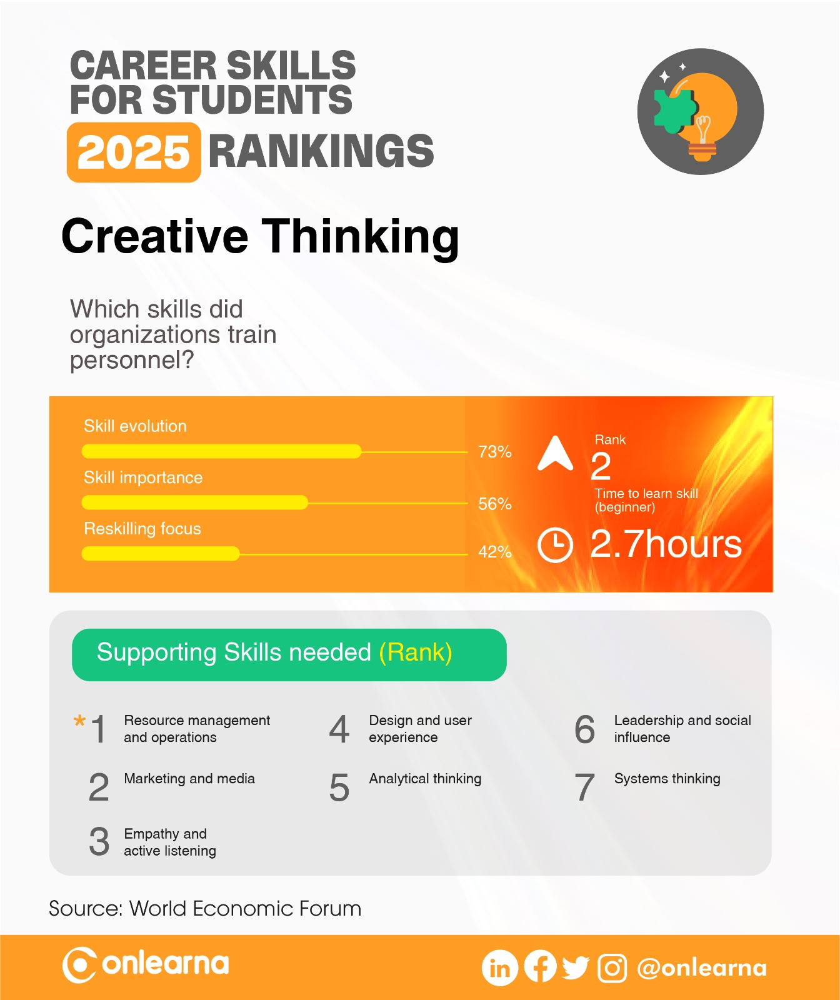 CAREER SKILLS
FOR STUDENTS
2025 RANKINGS
Creative Thinking
Which skills did
organizations train
personnel?
Skill evolution
73%
Skill importance
56%
Reskilling focus
42%
Rank
2
Time to learn skill
(beginner)
2.7hours
Supporting Skills needed (Rank)
*1 Resource management
and operations
2 Marketing and media
3 Empathy and
active listening
4 Design and user
experience
5 Analytical thinking
6 Leadership and social
influence
7 Systems thinking
Source: World Economic Forum
onlearna
in
@onlearna